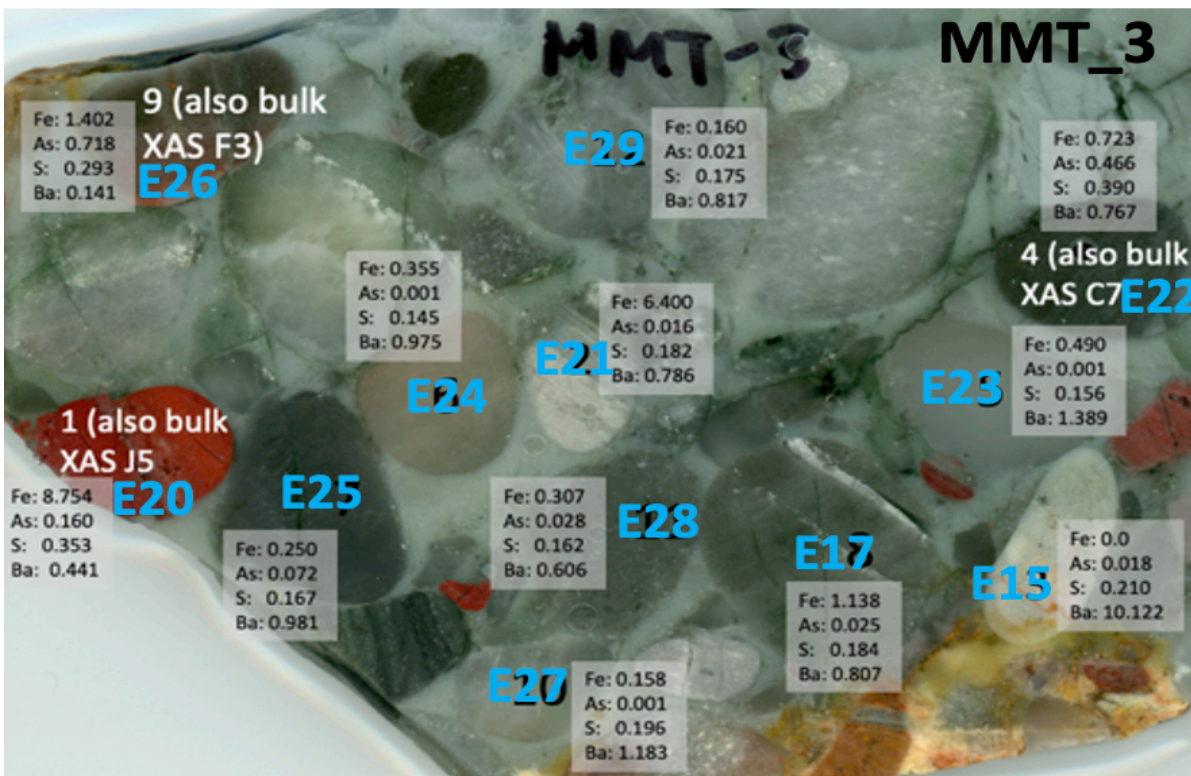 MMT-3
MMT_3
Fe: 1.402
As: 0.718
S: 0.293
Ba: 0.141
9 (also bulk
XAS F3)
E26
E29
Fe: 0.160
As: 0.021
S: 0.175
Ba: 0.817
Fe: 0.723
As: 0.466
S: 0.390
Ba: 0.767
4 (also bulk
XAS C7
E22
Fe: 0.355
As: 0.001
S: 0.145
Ba: 0.975
E24
E21
Fe: 6.400
As: 0.016
S: 0.182
Ba: 0.786
E23
Fe: 0.490
As: 0.001
S: 0.156
Ba: 1.389
1 (also bulk
XAS J5
E20
Fe: 8.754
As: 0.160
S: 0.353
Ba: 0.441
E25
Fe: 0.250
As: 0.072
S: 0.167
Ba: 0.981
Fe: 0.307
As: 0.028
S: 0.162
Ba: 0.606
E28
E17
8
Fe: 1.138
As: 0.025
S: 0.184
Ba: 0.807
E15
Fe: 0.0
As: 0.018
S: 0.210
Ba: 10.122
E27
Fe: 0.158
As: 0.001
S: 0.196
Ba: 1.183